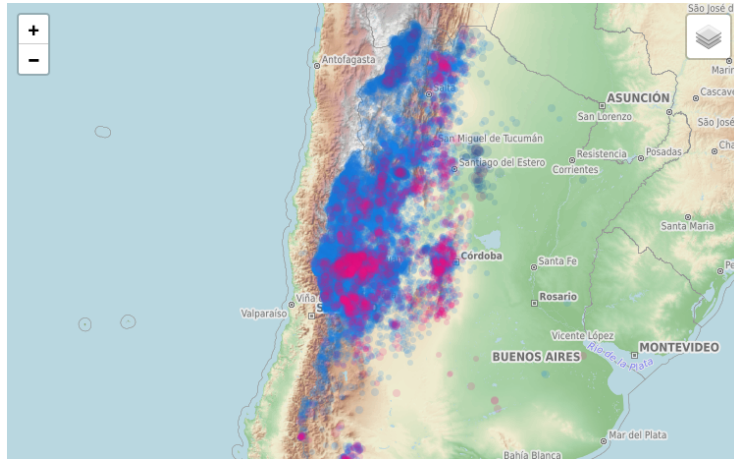 +
−
São José d
Antofagasta
Marin
ASUNCIÓN
Cascave
San Lorenzo
São José
San Miguel de Tucumán
Resistencia
Posadas
Cha
Santiago del Estero
Corrientes
Santa Maria
Córdoba
Santa Fe
Pe
Viña
Rosario
Valparaíso
S
Vicente López
MONTEVIDEO
BUENOS AIRES
Río de la Plata
Mar del Plata
Bahía Blanca